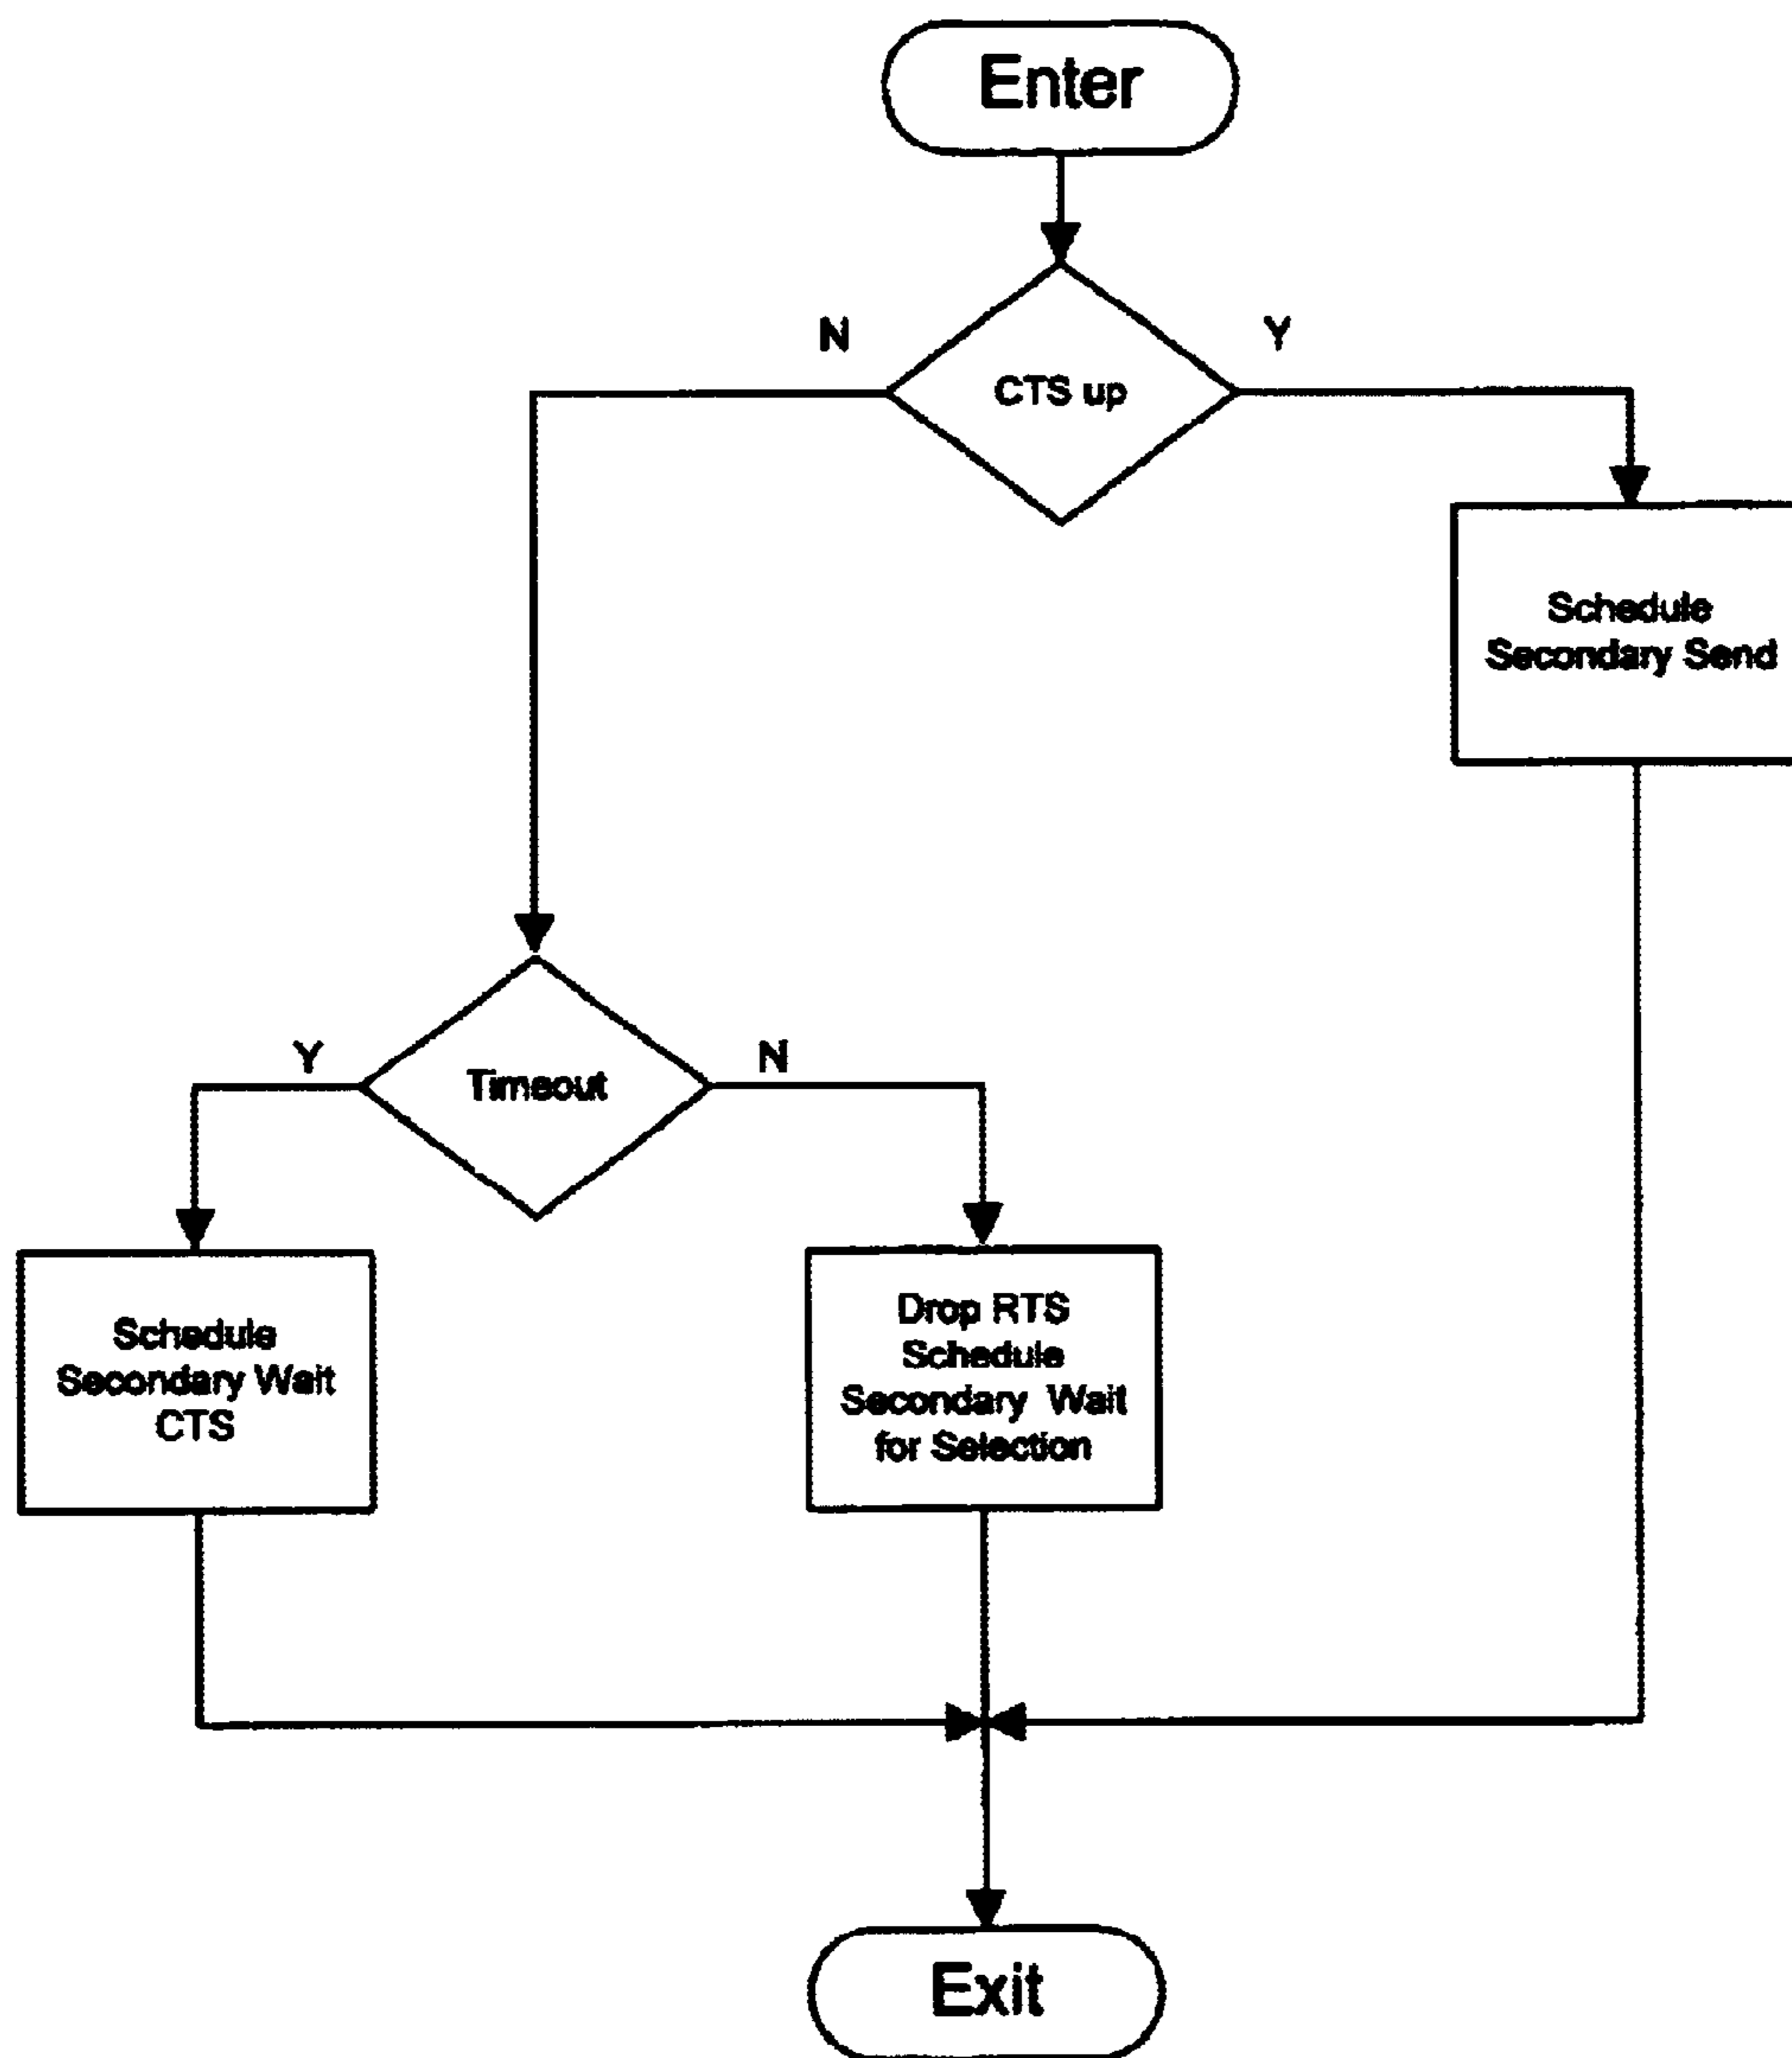 Enter
N
Y
CTS up
Schedule
Secondary Send
Y
N
Timeout
Schedule
Secondary Wait
CTS
Drop RTS
Schedule
Secondary Wait
for Selection
Exit